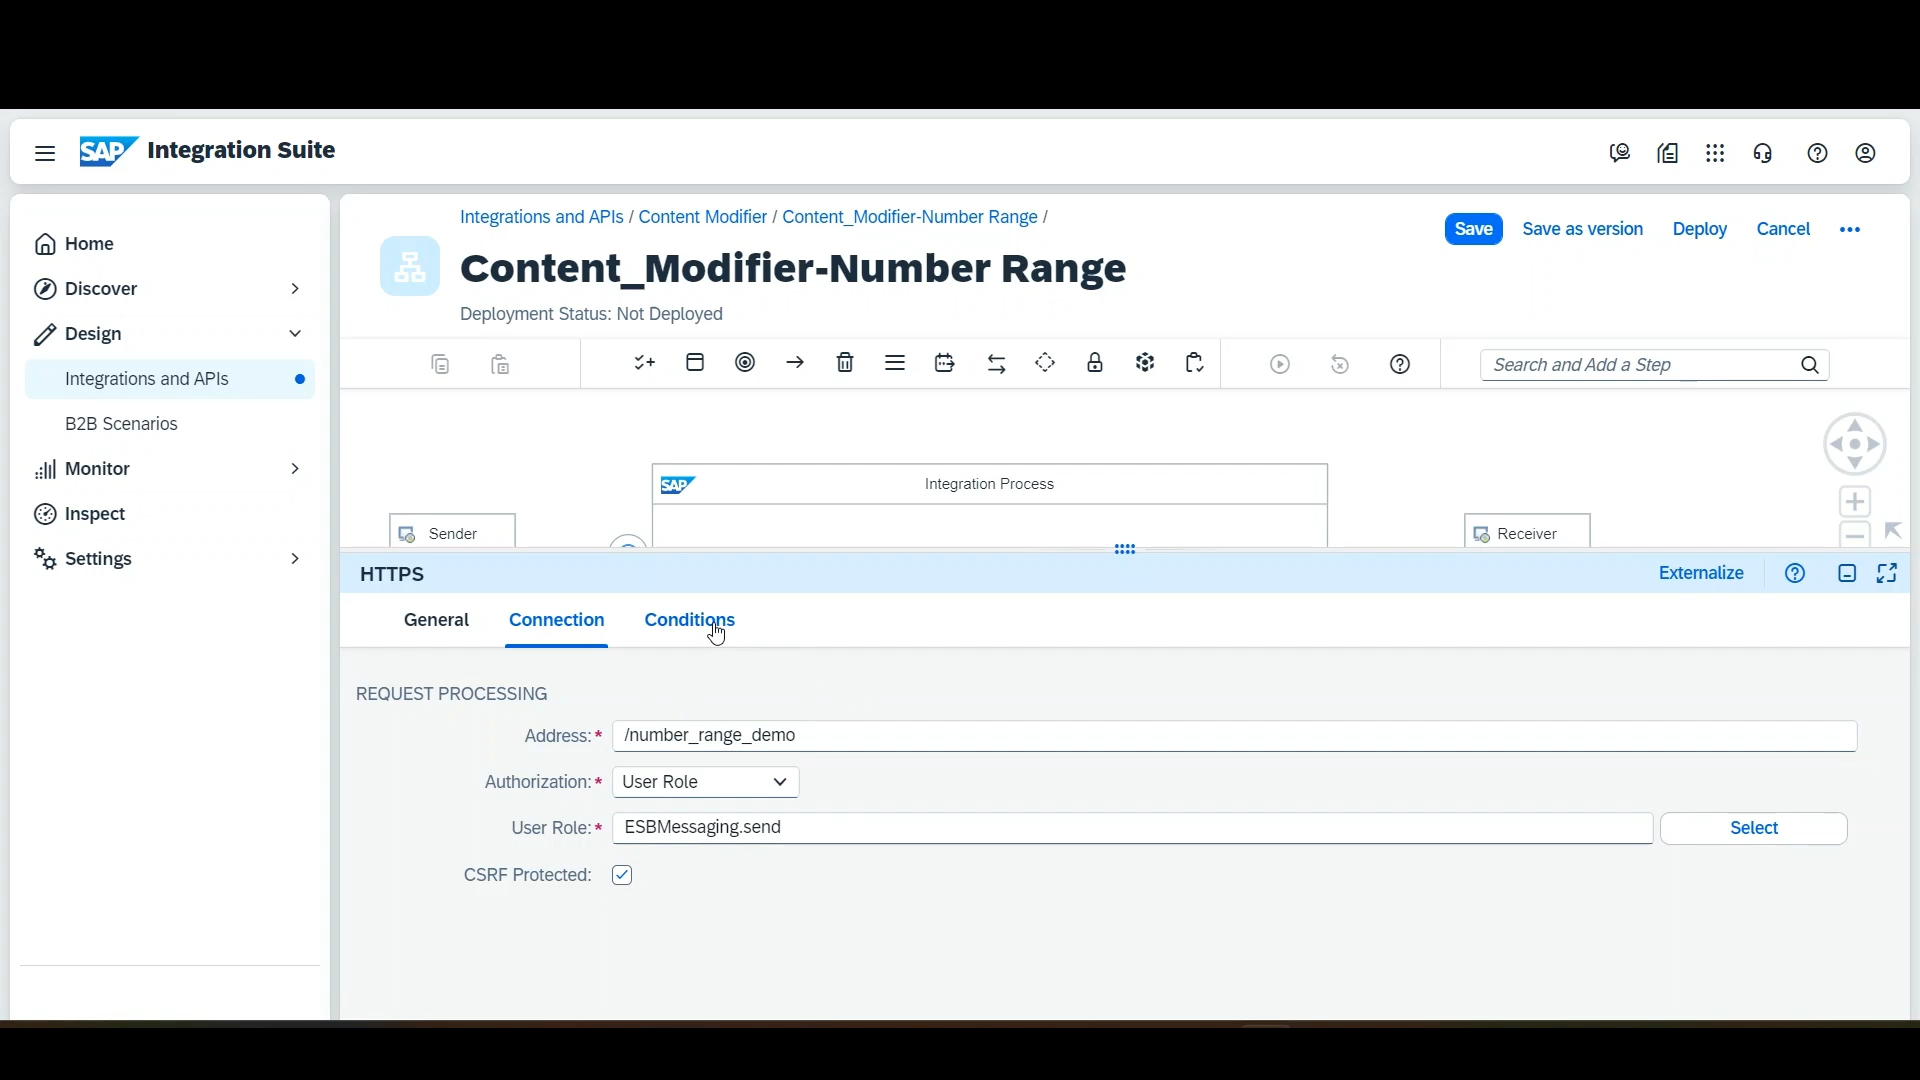 SAP Integration Suite
Home
Discover
Design
Integrations and APIs
B2B Scenarios
Monitor
Inspect
Settings
Integrations and APIs / Content Modifier / Content_Modifier-Number Range /
Content_Modifier-Number Range
Deployment Status: Not Deployed
Save Save as version Deploy Cancel
Search and Add a Step
SAP Integration Process
Sender
Receiver
HTTPS
Externalize
General Connection Conditions
REQUEST PROCESSING
Address:* /number_range_demo
Authorization:* User Role
User Role:* ESBMessaging.send Select
CSRF Protected: